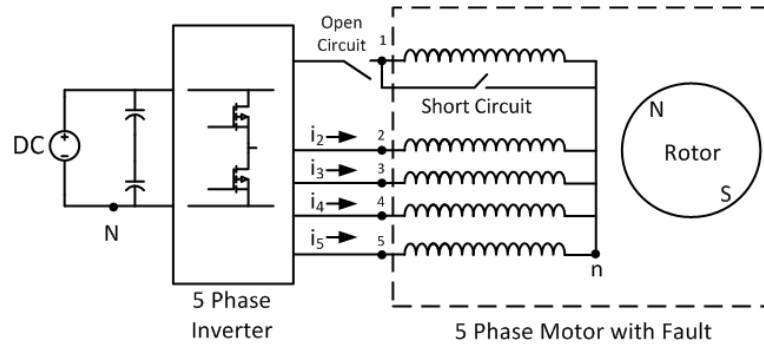 Open
Circuit
1
Short Circuit
N
Rotor
S
DC
+
−
i2
2
i3
3
i4
4
i5
5
N
n
5 Phase
Inverter
5 Phase Motor with Fault